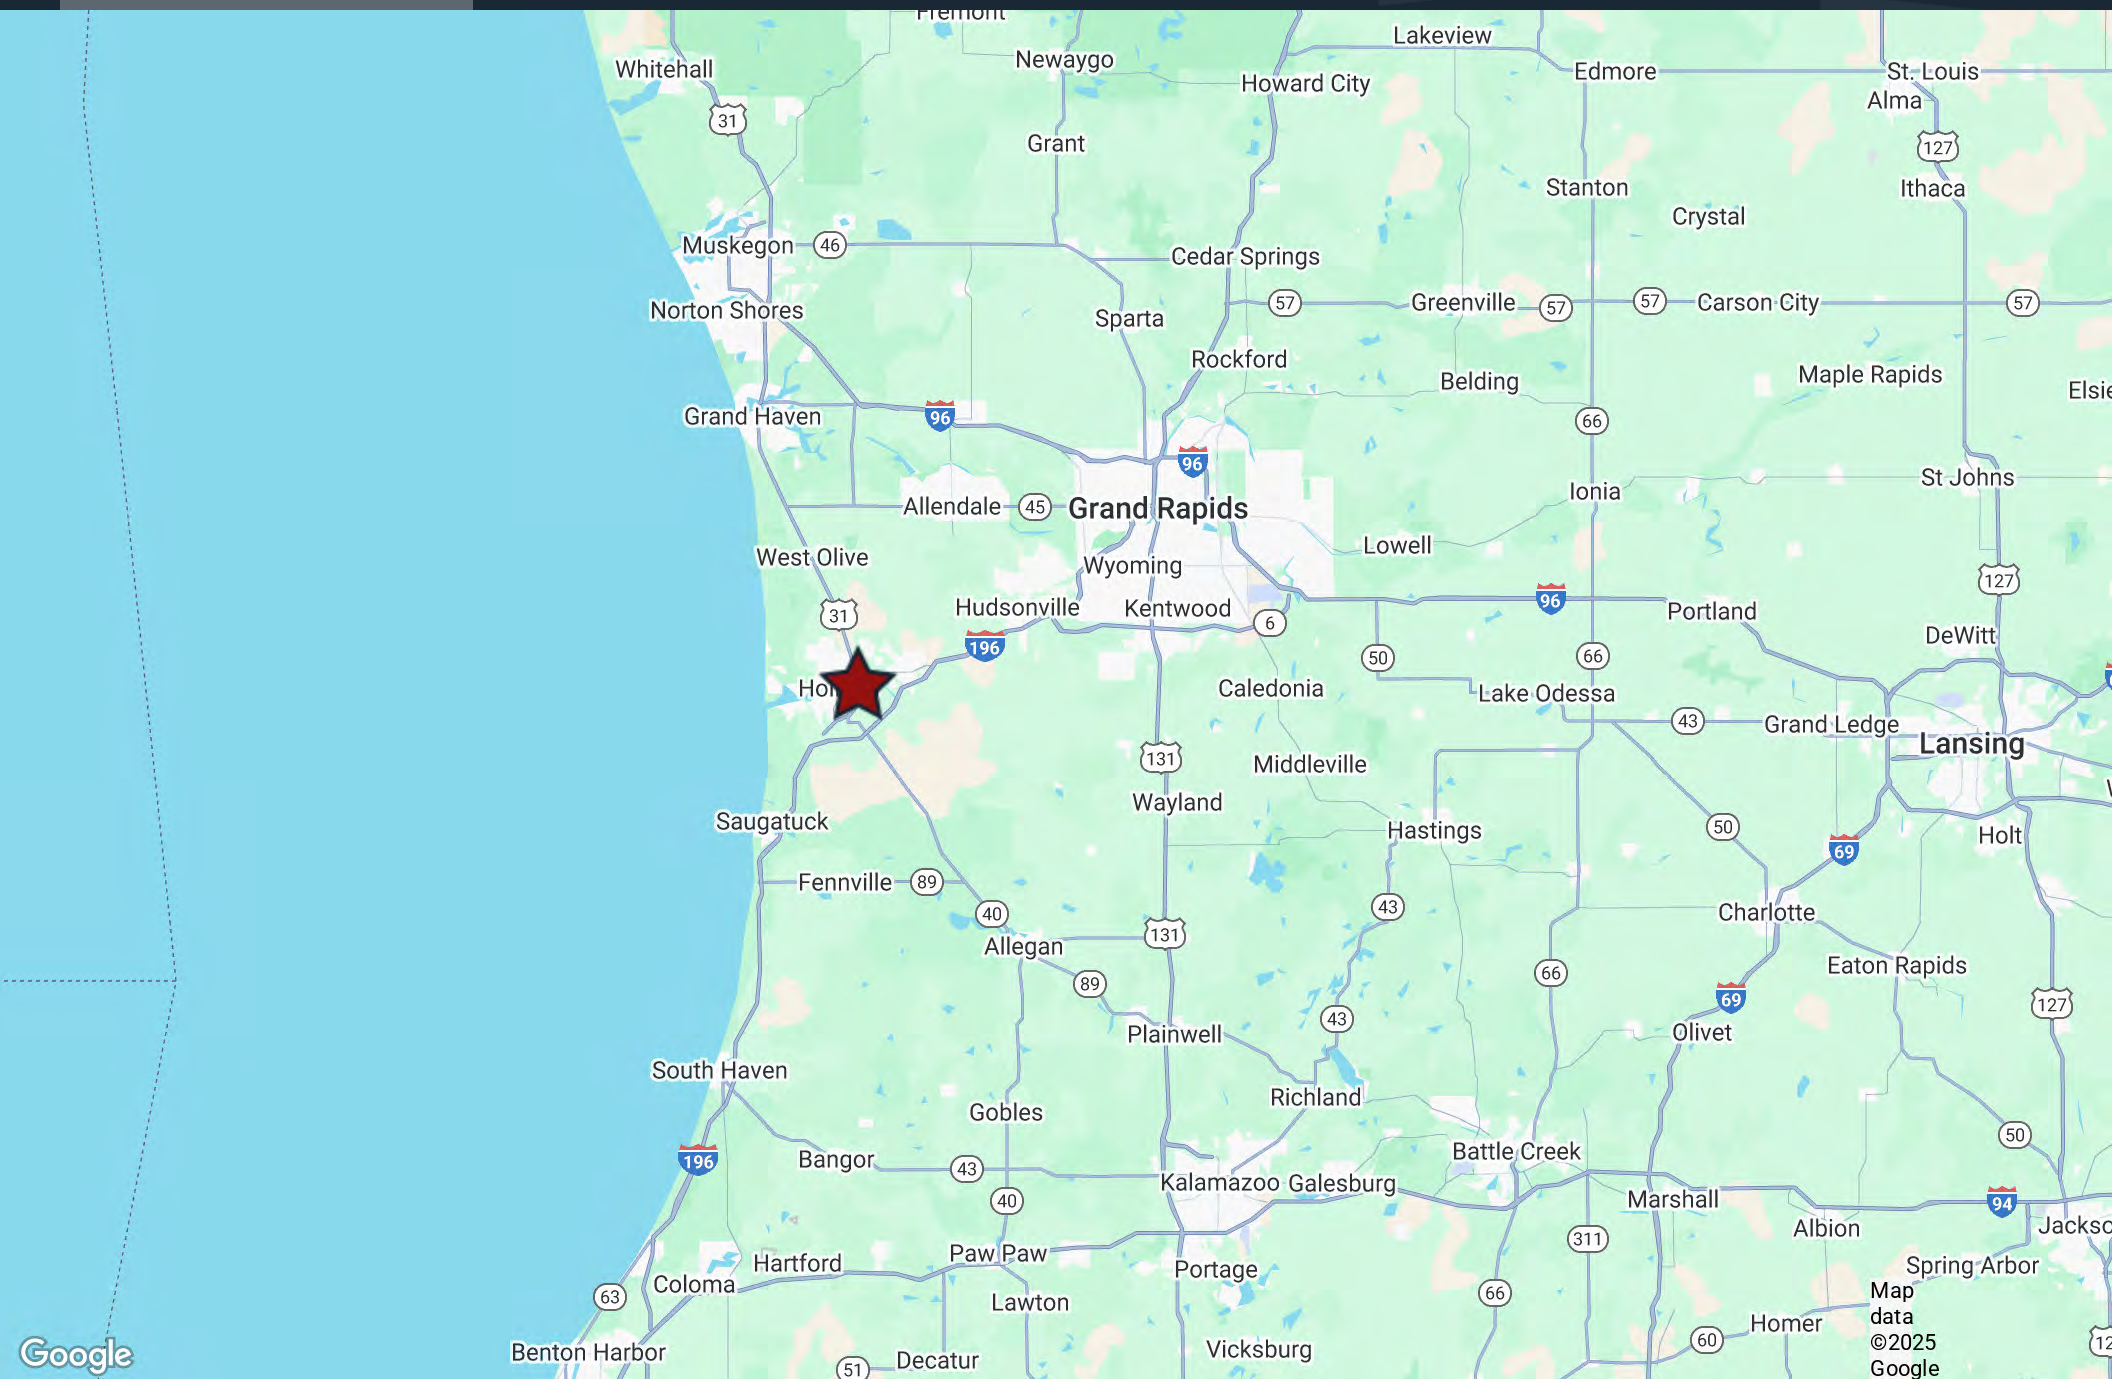 Fremont
Lakeview
Newaygo
Whitehall
Howard City
Edmore
St. Louis
Alma
31
Grant
127
Stanton
Ithaca
Crystal
Muskegon
46
Cedar Springs
Norton Shores
57
Greenville
57
57
Carson City
57
Sparta
Rockford
Belding
Maple Rapids
Elsie
Grand Haven
96
66
96
St Johns
Ionia
Allendale
45
Grand Rapids
Lowell
West Olive
Wyoming
127
Hudsonville
Kentwood
96
Portland
31
6
DeWitt
196
50
66
Hol
Caledonia
Lake Odessa
43
Grand Ledge
Lansing
131
Middleville
Wayland
Saugatuck
Hastings
50
Holt
69
Fennville
89
43
Charlotte
40
131
Allegan
Eaton Rapids
66
89
69
127
43
Plainwell
Olivet
South Haven
Richland
Gobles
50
Battle Creek
196
Bangor
43
Kalamazoo
Galesburg
40
Marshall
94
Albion
Jackso
311
Paw Paw
Hartford
Portage
Spring Arbor
Coloma
63
66
Lawton
Map
data
©2025
Google
Homer
60
12
Google
Benton Harbor
Vicksburg
51
Decatur